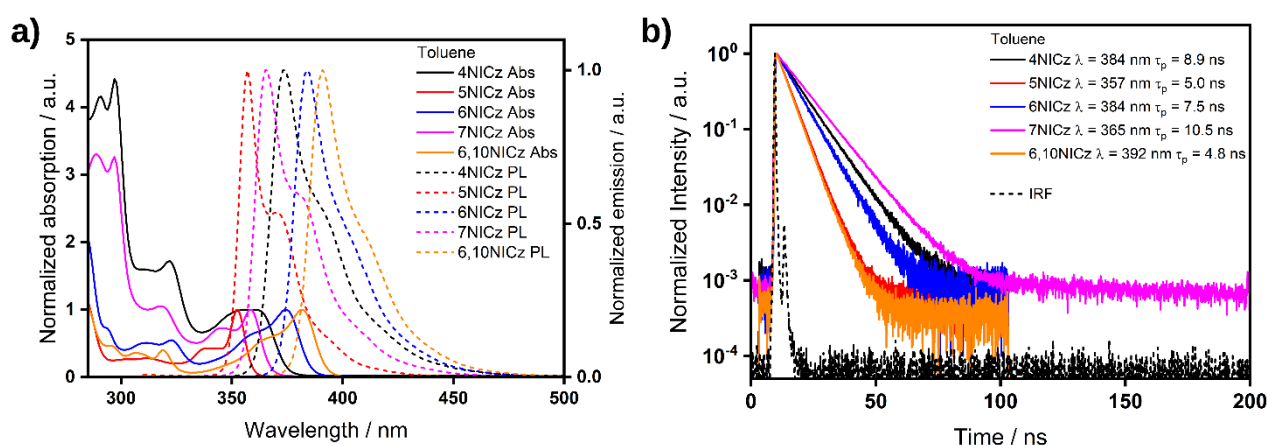 a)
Normalized absorption / a.u.
5
4
3
2
1
0
300
350
400
450
500
Wavelength / nm
1.0
0.5
0.0
Normalized emission / a.u.
Toluene
4NICz Abs
5NICz Abs
6NICz Abs
7NICz Abs
6,10NICz Abs
4NICz PL
5NICz PL
6NICz PL
7NICz PL
6,10NICz PL
b)
Normalized Intensity / a.u.
10⁰
10⁻¹
10⁻²
10⁻³
10⁻⁴
0
50
100
150
200
Time / ns
Toluene
4NICz λ = 384 nm τₚ = 8.9 ns
5NICz λ = 357 nm τₚ = 5.0 ns
6NICz λ = 384 nm τₚ = 7.5 ns
7NICz λ = 365 nm τₚ = 10.5 ns
6,10NICz λ = 392 nm τₚ = 4.8 ns
IRF